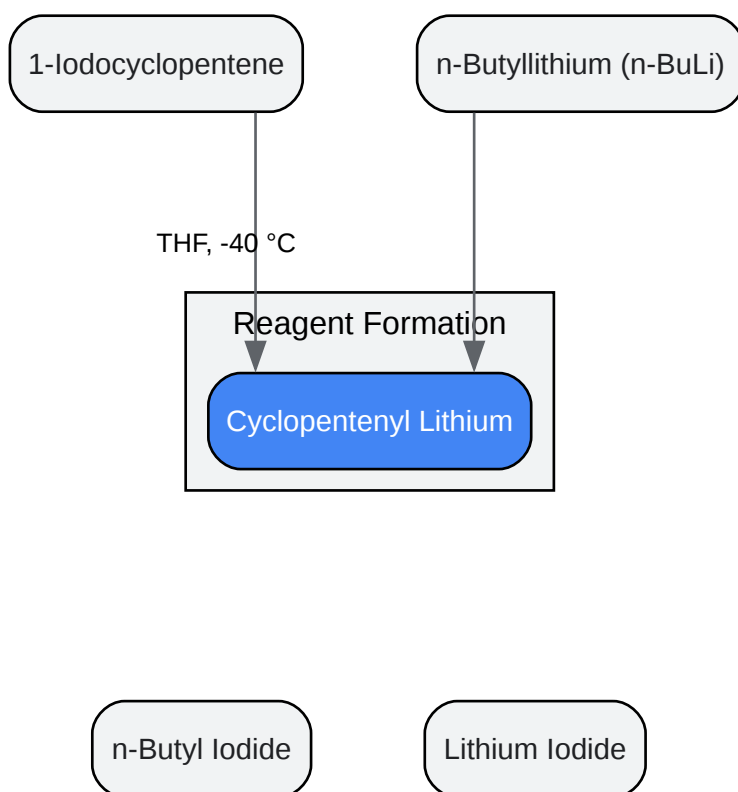 1-Iodocyclopentene
n-Butyllithium (n-BuLi)
THF, -40 °C
Reagent Formation
Cyclopentenyl Lithium
n-Butyl Iodide
Lithium Iodide